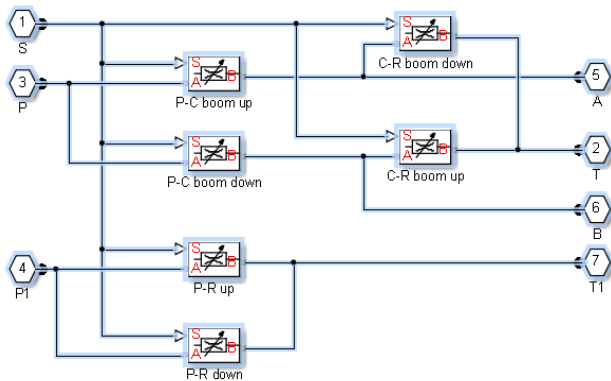 1
S
S
A
B
C-R boom down
3
P
S
A
B
P-C boom up
5
A
S
A
B
P-C boom down
S
A
B
C-R boom up
2
T
6
B
4
P1
S
A
B
P-R up
7
T1
S
A
B
P-R down